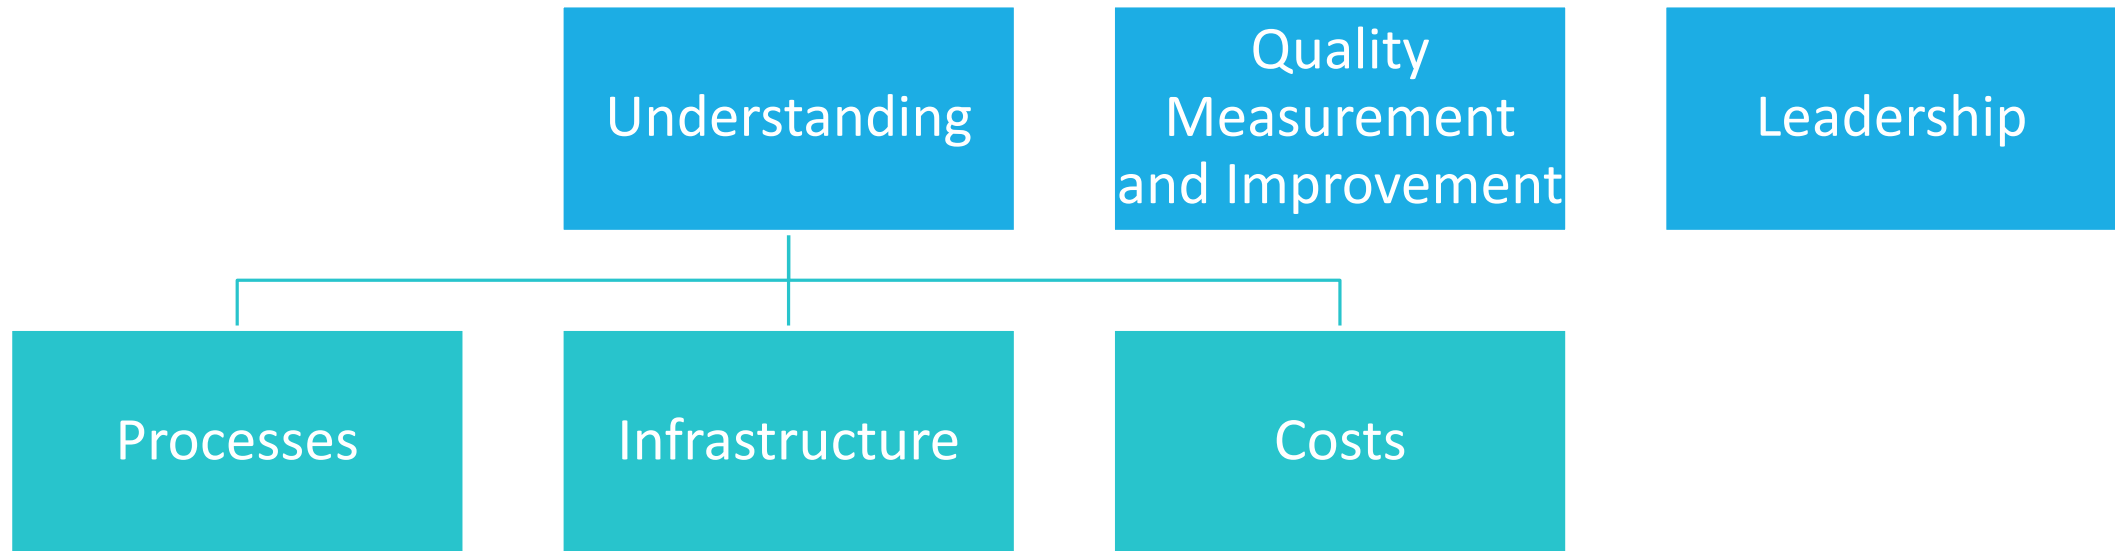 Understanding
Quality
Measurement
and Improvement
Leadership
Processes
Infrastructure
Costs